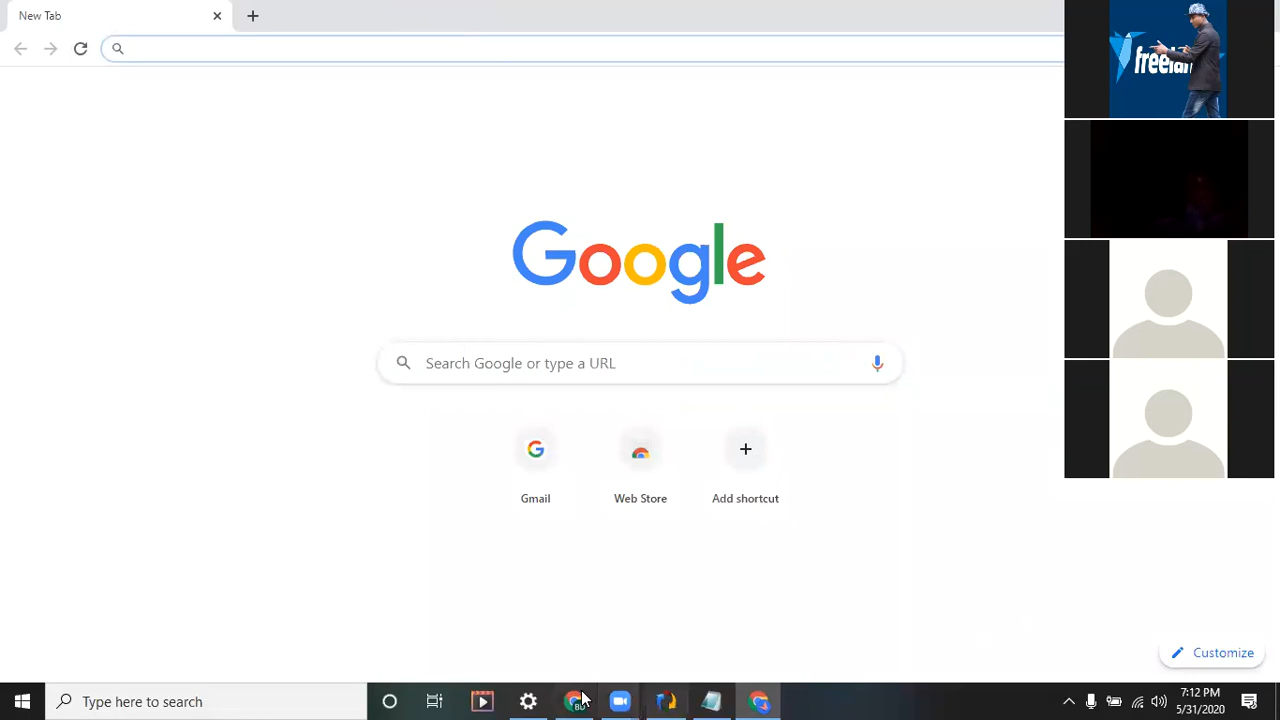 New Tab
freelan
Google
Search Google or type a URL
Gmail
Web Store
Add shortcut
Customize
Type here to search
7:12 PM
5/31/2020